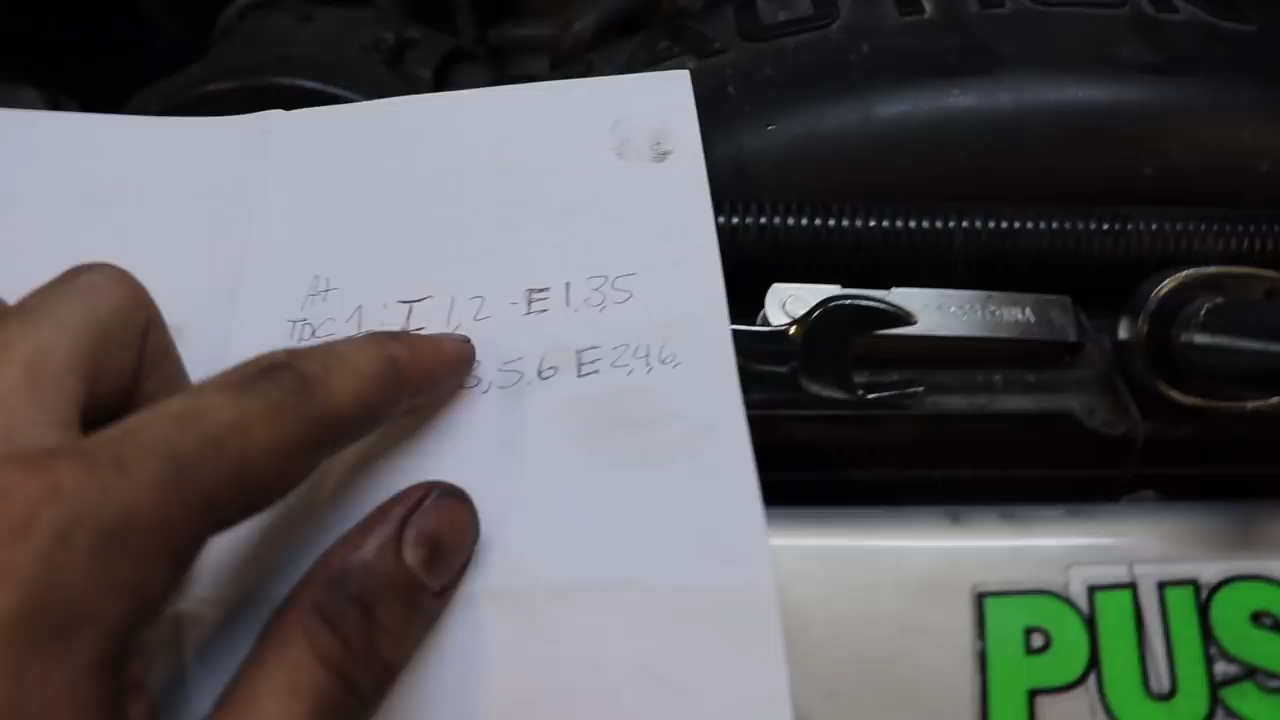 At
TDC 1: I 1,2 - E 1,3,5
3,5,6 E 2,4,6,
PUS